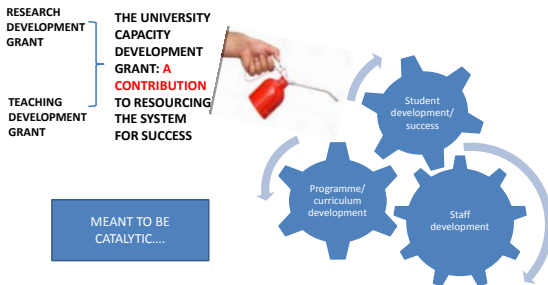 RESEARCH
DEVELOPMENT
GRANT
TEACHING
DEVELOPMENT
GRANT
THE UNIVERSITY
CAPACITY
DEVELOPMENT
GRANT: A
CONTRIBUTION
TO RESOURCING
THE SYSTEM
FOR SUCCESS
Student
development/
success
Programme/
curriculum
development
Staff
development
MEANT TO BE
CATALYTIC….